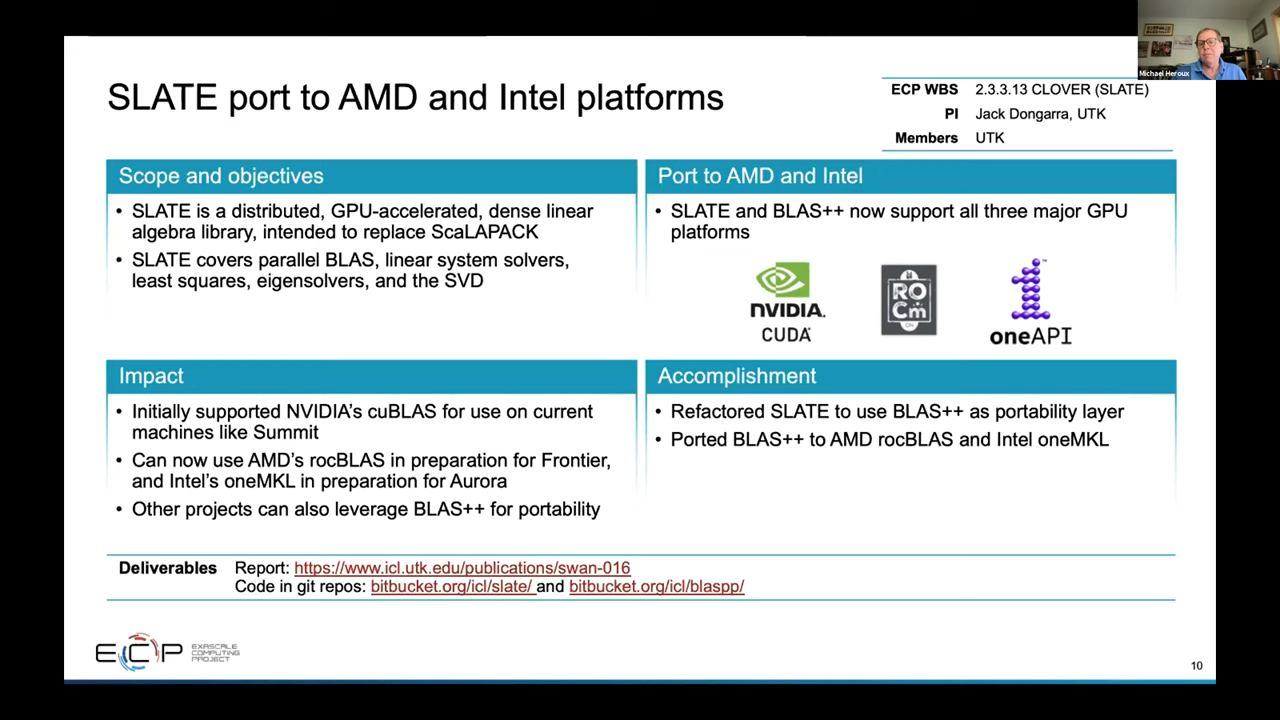 Michael Heroux
SLATE port to AMD and Intel platforms
ECP WBS 2.3.3.13 CLOVER (SLATE)
PI Jack Dongarra, UTK
Members UTK
Scope and objectives
• SLATE is a distributed, GPU-accelerated, dense linear
algebra library, intended to replace ScaLAPACK
• SLATE covers parallel BLAS, linear system solvers,
least squares, eigensolvers, and the SVD
Port to AMD and Intel
• SLATE and BLAS++ now support all three major GPU
platforms
NVIDIA.
CUDA
RO
Cm
oneAPI
Impact
• Initially supported NVIDIA's cuBLAS for use on current
machines like Summit
• Can now use AMD's rocBLAS in preparation for Frontier,
and Intel's oneMKL in preparation for Aurora
• Other projects can also leverage BLAS++ for portability
Accomplishment
• Refactored SLATE to use BLAS++ as portability layer
• Ported BLAS++ to AMD rocBLAS and Intel oneMKL
Deliverables Report: https://www.icl.utk.edu/publications/swan-016
Code in git repos: bitbucket.org/icl/slate/ and bitbucket.org/icl/blaspp/
ECP
EXASCALE
COMPUTING
PROJECT
10